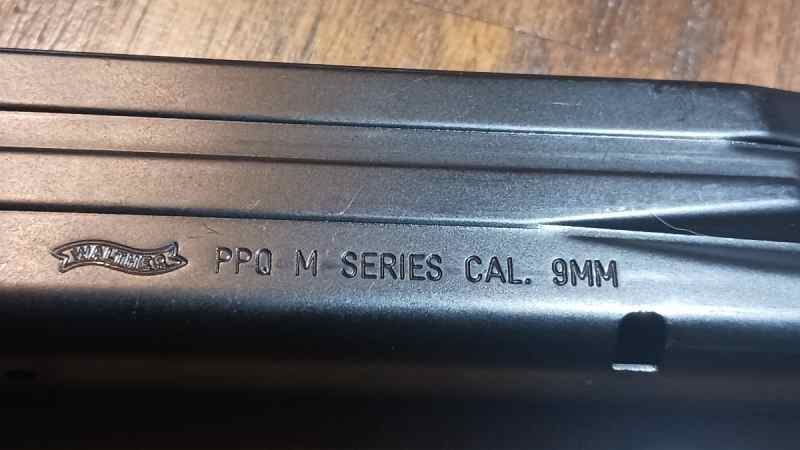 WALTHER PPQ M SERIES CAL. 9MM